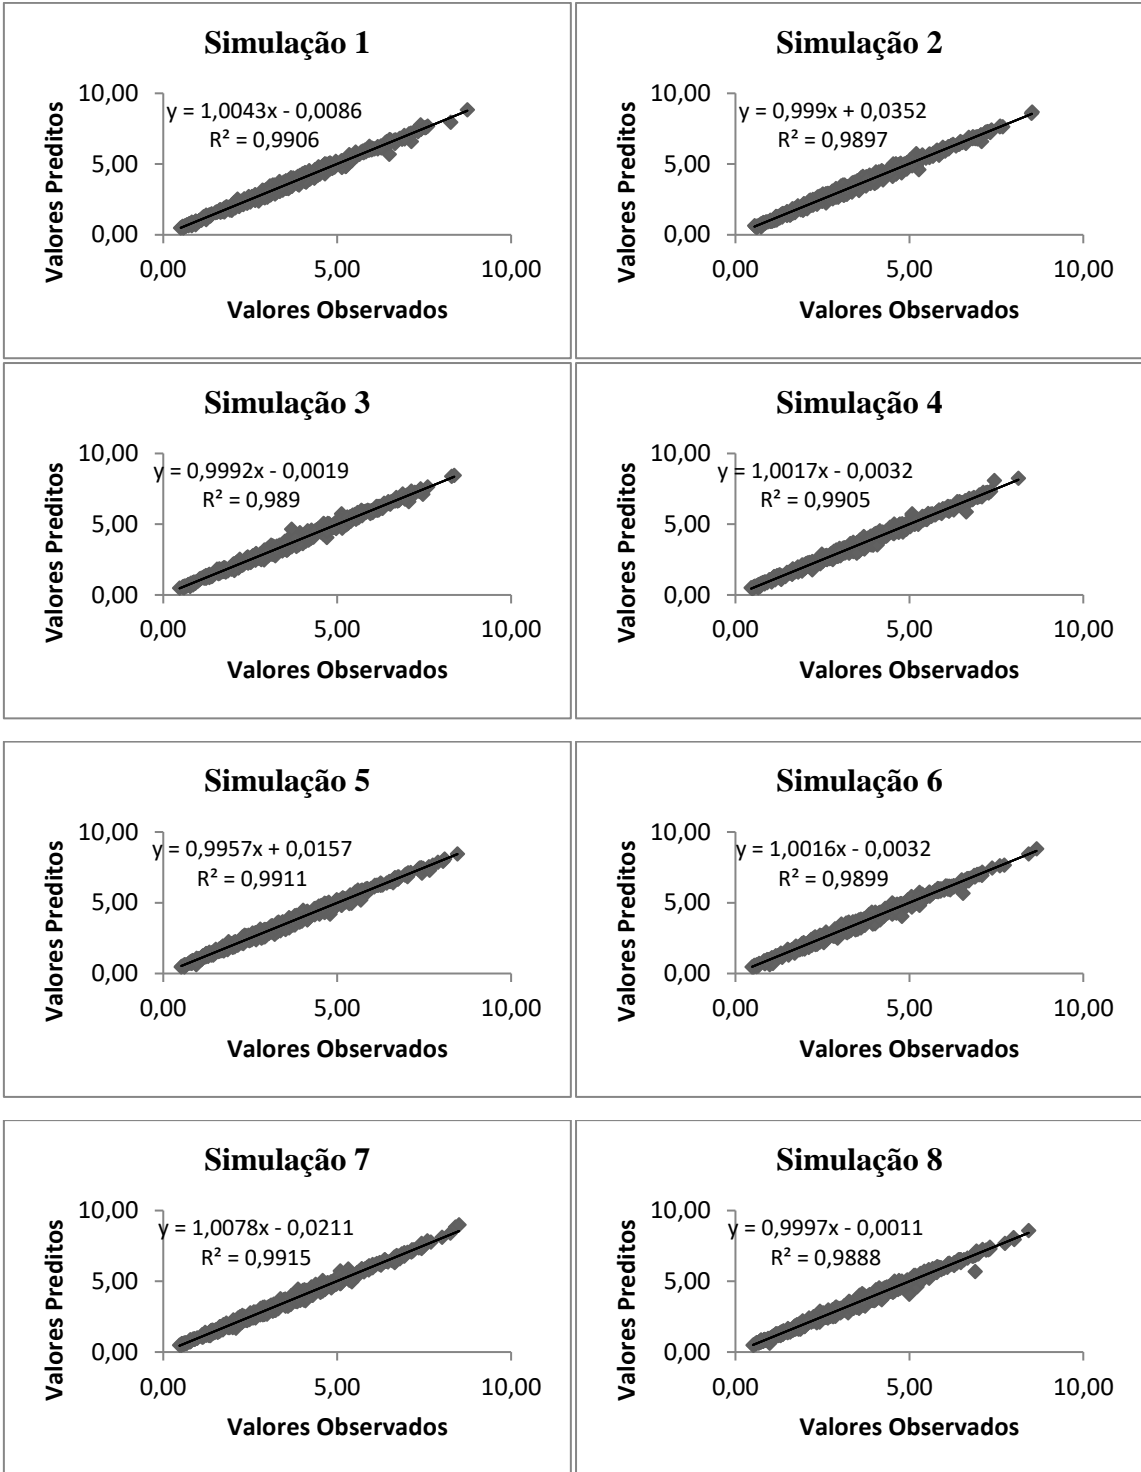 Simulação 1
Valores Preditos
10,00
5,00
0,00
y = 1,0043x - 0,0086
R² = 0,9906
0,00 5,00 10,00
Valores Observados
Simulação 2
Valores Preditos
10,00
5,00
0,00
y = 0,999x + 0,0352
R² = 0,9897
0,00 5,00 10,00
Valores Observados
Simulação 3
Valores Preditos
10,00
5,00
0,00
y = 0,9992x - 0,0019
R² = 0,989
0,00 5,00 10,00
Valores Observados
Simulação 4
Valores Preditos
10,00
5,00
0,00
y = 1,0017x - 0,0032
R² = 0,9905
0,00 5,00 10,00
Valores Observados
Simulação 5
Valores Preditos
10,00
5,00
0,00
y = 0,9957x + 0,0157
R² = 0,9911
0,00 5,00 10,00
Valores Observados
Simulação 6
Valores Preditos
10,00
5,00
0,00
y = 1,0016x - 0,0032
R² = 0,9899
0,00 5,00 10,00
Valores Observados
Simulação 7
Valores Preditos
10,00
5,00
0,00
y = 1,0078x - 0,0211
R² = 0,9915
0,00 5,00 10,00
Valores Observados
Simulação 8
Valores Preditos
10,00
5,00
0,00
y = 0,9997x - 0,0011
R² = 0,9888
0,00 5,00 10,00
Valores Observados